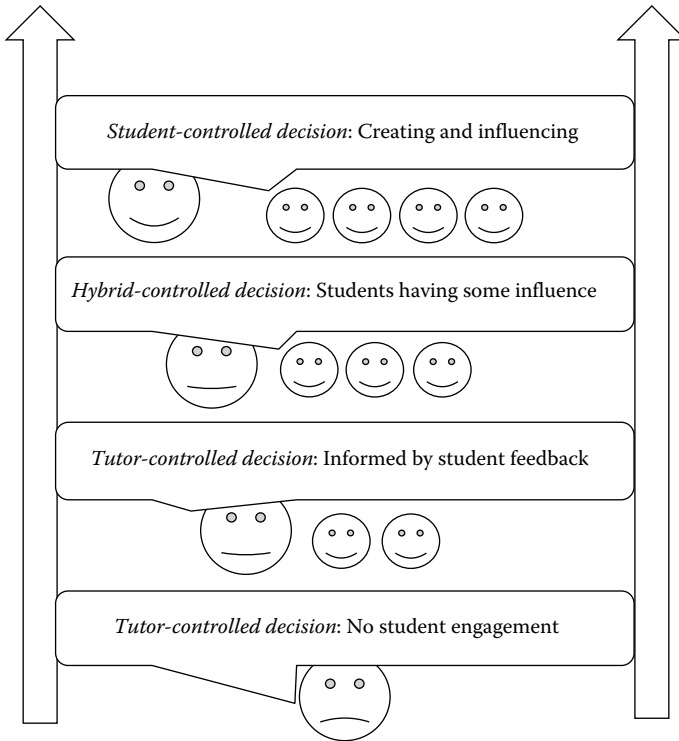 Student-controlled decision: Creating and influencing
Hybrid-controlled decision: Students having some influence
Tutor-controlled decision: Informed by student feedback
Tutor-controlled decision: No student engagement